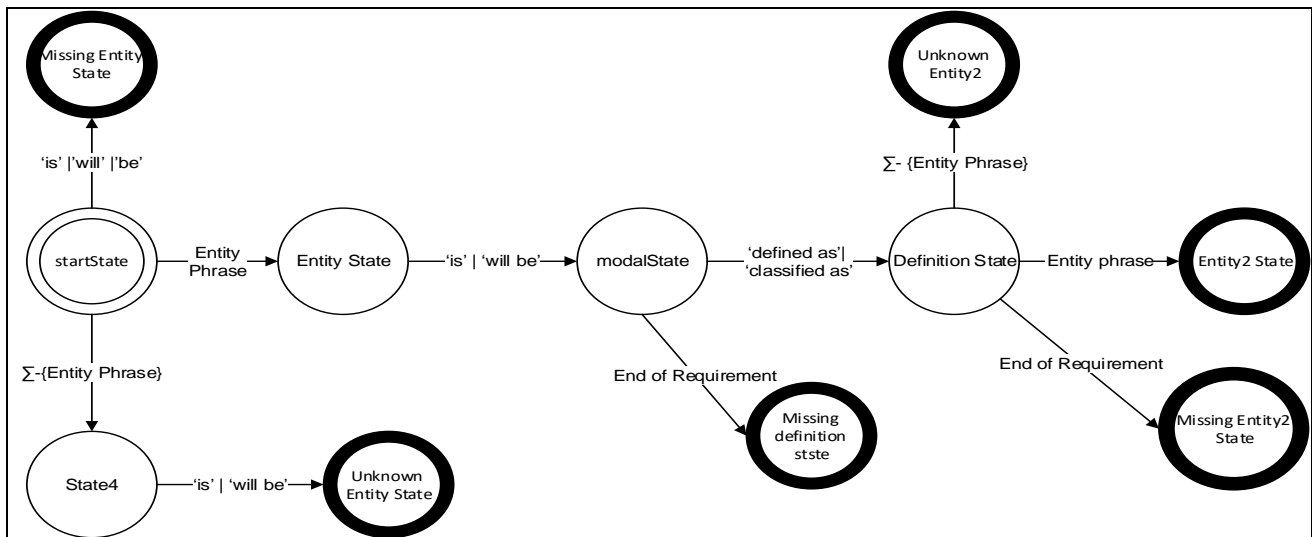 Missing Entity
State
Unknown
Entity2
‘is’ |’will’ |’be’
∑- {Entity Phrase}
startState
Entity
Phrase
Entity State
‘is’ | ‘will be’
modalState
‘defined as’|
‘classified as’
Definition State
Entity phrase
Entity2 State
∑-{Entity Phrase}
End of Requirement
End of Requirement
State4
‘is’ | ‘will be’
Unknown
Entity State
Missing
definition
stste
Missing Entity2
State